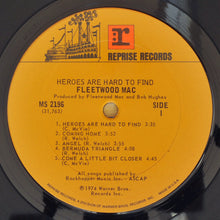 REPRISE RECORDS
HEROES ARE HARD TO FIND
FLEETWOOD MAC
Produced by Fleetwood Mac and Bob Hughes
MS 2196
SIDE
(31,763)
1
1. HEROES ARE HARD TO FIND 3:35
(C. McVie)
2. COMING HOME 3:52
(R. Welch)
3. ANGEL (R. Welch) 3:55
4. BERMUDA TRIANGLE 4:08
(R. Welch)
5. COME A LITTLE BIT CLOSER 4:45
(C. McVie)
All songs published by
Rockhopper Music Inc. - ASCAP
℗ 1974 Warner Bros.
Records Inc.